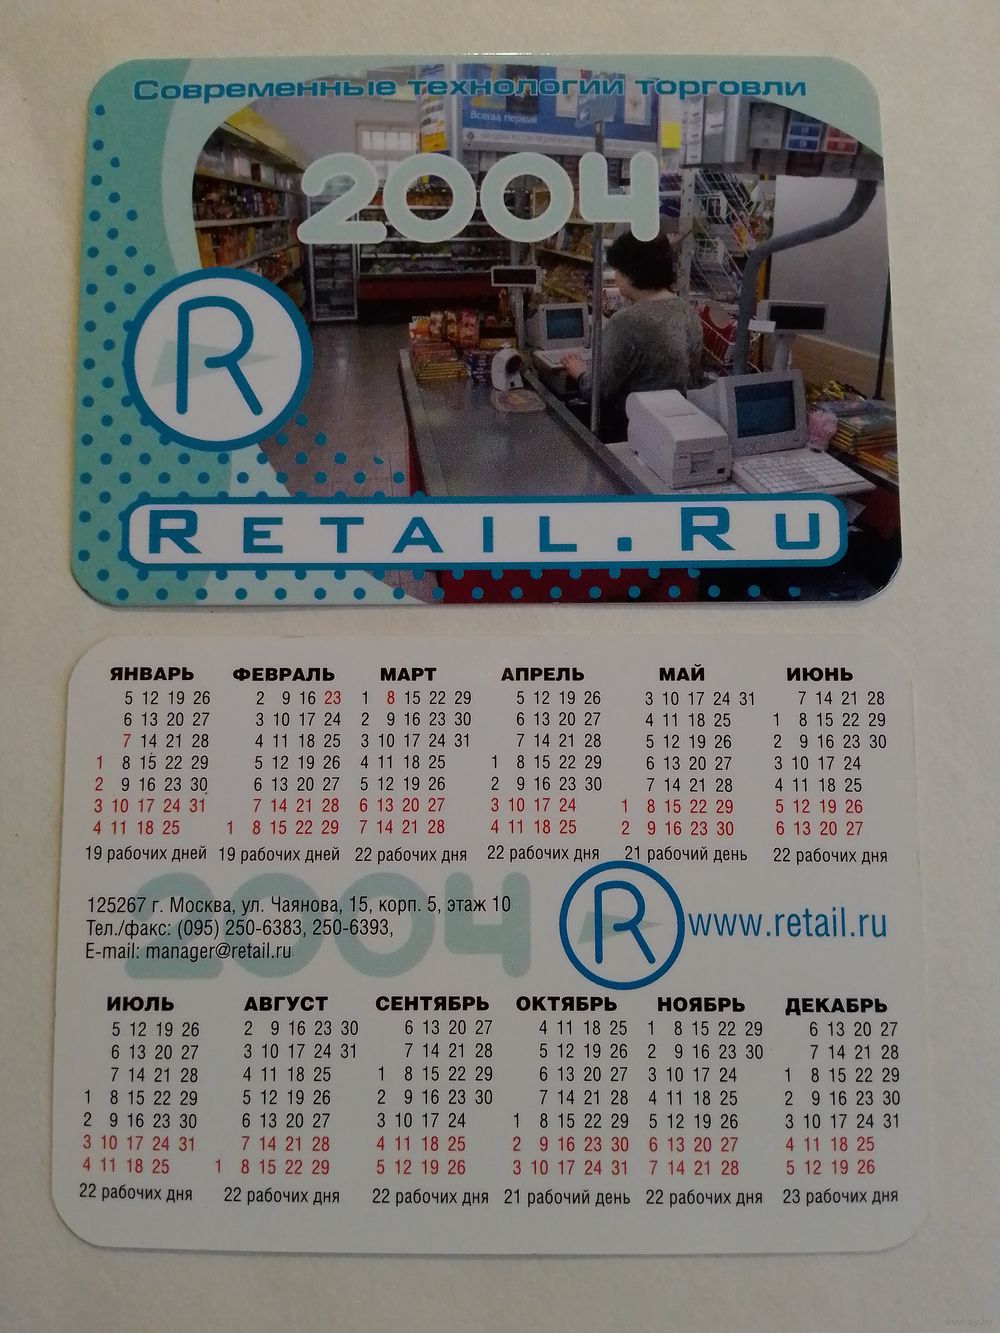 Современные технологии торговли
Всегда первый
2004
R
RETAIL.RU
ЯНВАРЬ ФЕВРАЛЬ МАРТ АПРЕЛЬ МАЙ ИЮНЬ
5 12 19 26 2 9 16 23 1 8 15 22 29 5 12 19 26 3 10 17 24 31 7 14 21 28
6 13 20 27 3 10 17 24 2 9 16 23 30 6 13 20 27 4 11 18 25 1 8 15 22 29
7 14 21 28 4 11 18 25 3 10 17 24 31 7 14 21 28 5 12 19 26 2 9 16 23 30
1 8 15 22 29 5 12 19 26 4 11 18 25 1 8 15 22 29 6 13 20 27 3 10 17 24
2 9 16 23 30 6 13 20 27 5 12 19 26 2 9 16 23 30 7 14 21 28 4 11 18 25
3 10 17 24 31 7 14 21 28 6 13 20 27 3 10 17 24 1 8 15 22 29 5 12 19 26
4 11 18 25 1 8 15 22 29 7 14 21 28 4 11 18 25 2 9 16 23 30 6 13 20 27
19 рабочих дней 19 рабочих дней 22 рабочих дня 22 рабочих дня 21 рабочий день 22 рабочих дня
2004
125267 г. Москва, ул. Чаянова, 15, корп. 5, этаж 10
Тел./факс: (095) 250-6383, 250-6393,
E-mail: manager@retail.ru
R www.retail.ru
ИЮЛЬ АВГУСТ СЕНТЯБРЬ ОКТЯБРЬ НОЯБРЬ ДЕКАБРЬ
5 12 19 26 2 9 16 23 30 6 13 20 27 4 11 18 25 1 8 15 22 29 6 13 20 27
6 13 20 27 3 10 17 24 31 7 14 21 28 5 12 19 26 2 9 16 23 30 7 14 21 28
7 14 21 28 4 11 18 25 1 8 15 22 29 6 13 20 27 3 10 17 24 1 8 15 22 29
1 8 15 22 29 5 12 19 26 2 9 16 23 30 7 14 21 28 4 11 18 25 2 9 16 23 30
2 9 16 23 30 6 13 20 27 3 10 17 24 1 8 15 22 29 5 12 19 26 3 10 17 24 31
3 10 17 24 31 7 14 21 28 4 11 18 25 2 9 16 23 30 6 13 20 27 4 11 18 25
4 11 18 25 1 8 15 22 29 5 12 19 26 3 10 17 24 31 7 14 21 28 5 12 19 26
22 рабочих дня 22 рабочих дня 22 рабочих дня 21 рабочий день 22 рабочих дня 23 рабочих дня
www.ay.by